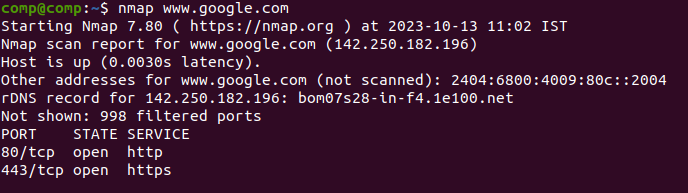 comp@comp:~$ nmap www.google.com
Starting Nmap 7.80 ( https://nmap.org ) at 2023-10-13 11:02 IST
Nmap scan report for www.google.com (142.250.182.196)
Host is up (0.0030s latency).
Other addresses for www.google.com (not scanned): 2404:6800:4009:80c::2004
rDNS record for 142.250.182.196: bom07s28-in-f4.1e100.net
Not shown: 998 filtered ports
PORT    STATE SERVICE
80/tcp  open  http
443/tcp open  https